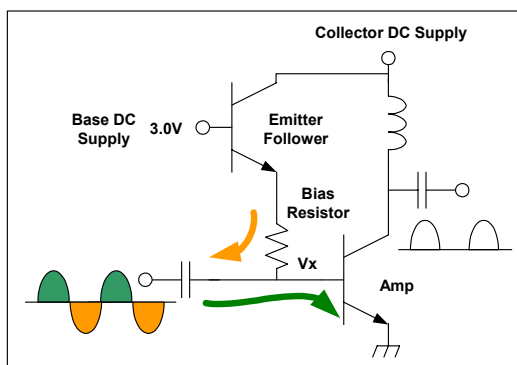 Collector DC Supply
Base DC
Supply
3.0V
Emitter
Follower
Bias
Resistor
Vx
Amp